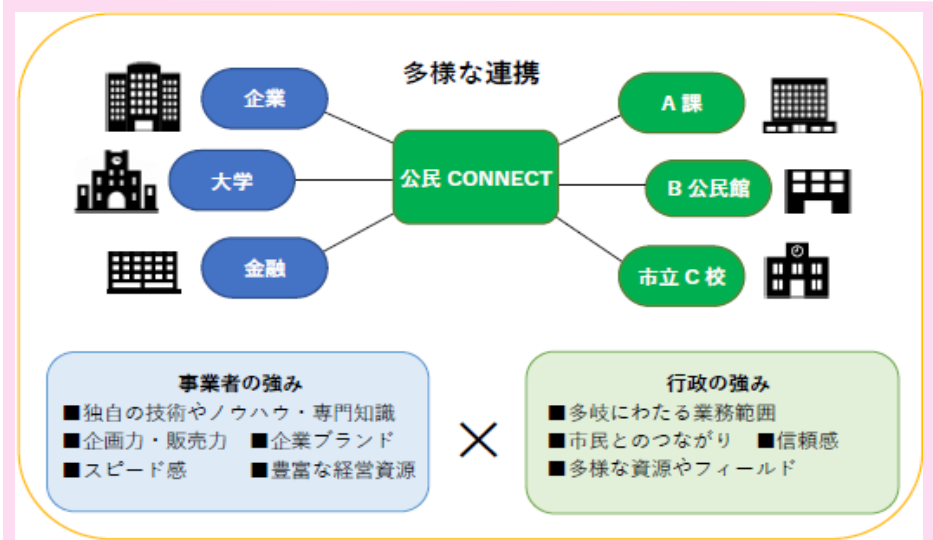 多様な連携
企業
大学
金融
公民 CONNECT
A 課
B 公民館
市立 C 校
事業者の強み
■独自の技術やノウハウ・専門知識
■企画力・販売力 ■企業ブランド
■スピード感 ■豊富な経営資源
×
行政の強み
■多岐にわたる業務範囲
■市民とのつながり ■信頼感
■多様な資源やフィールド